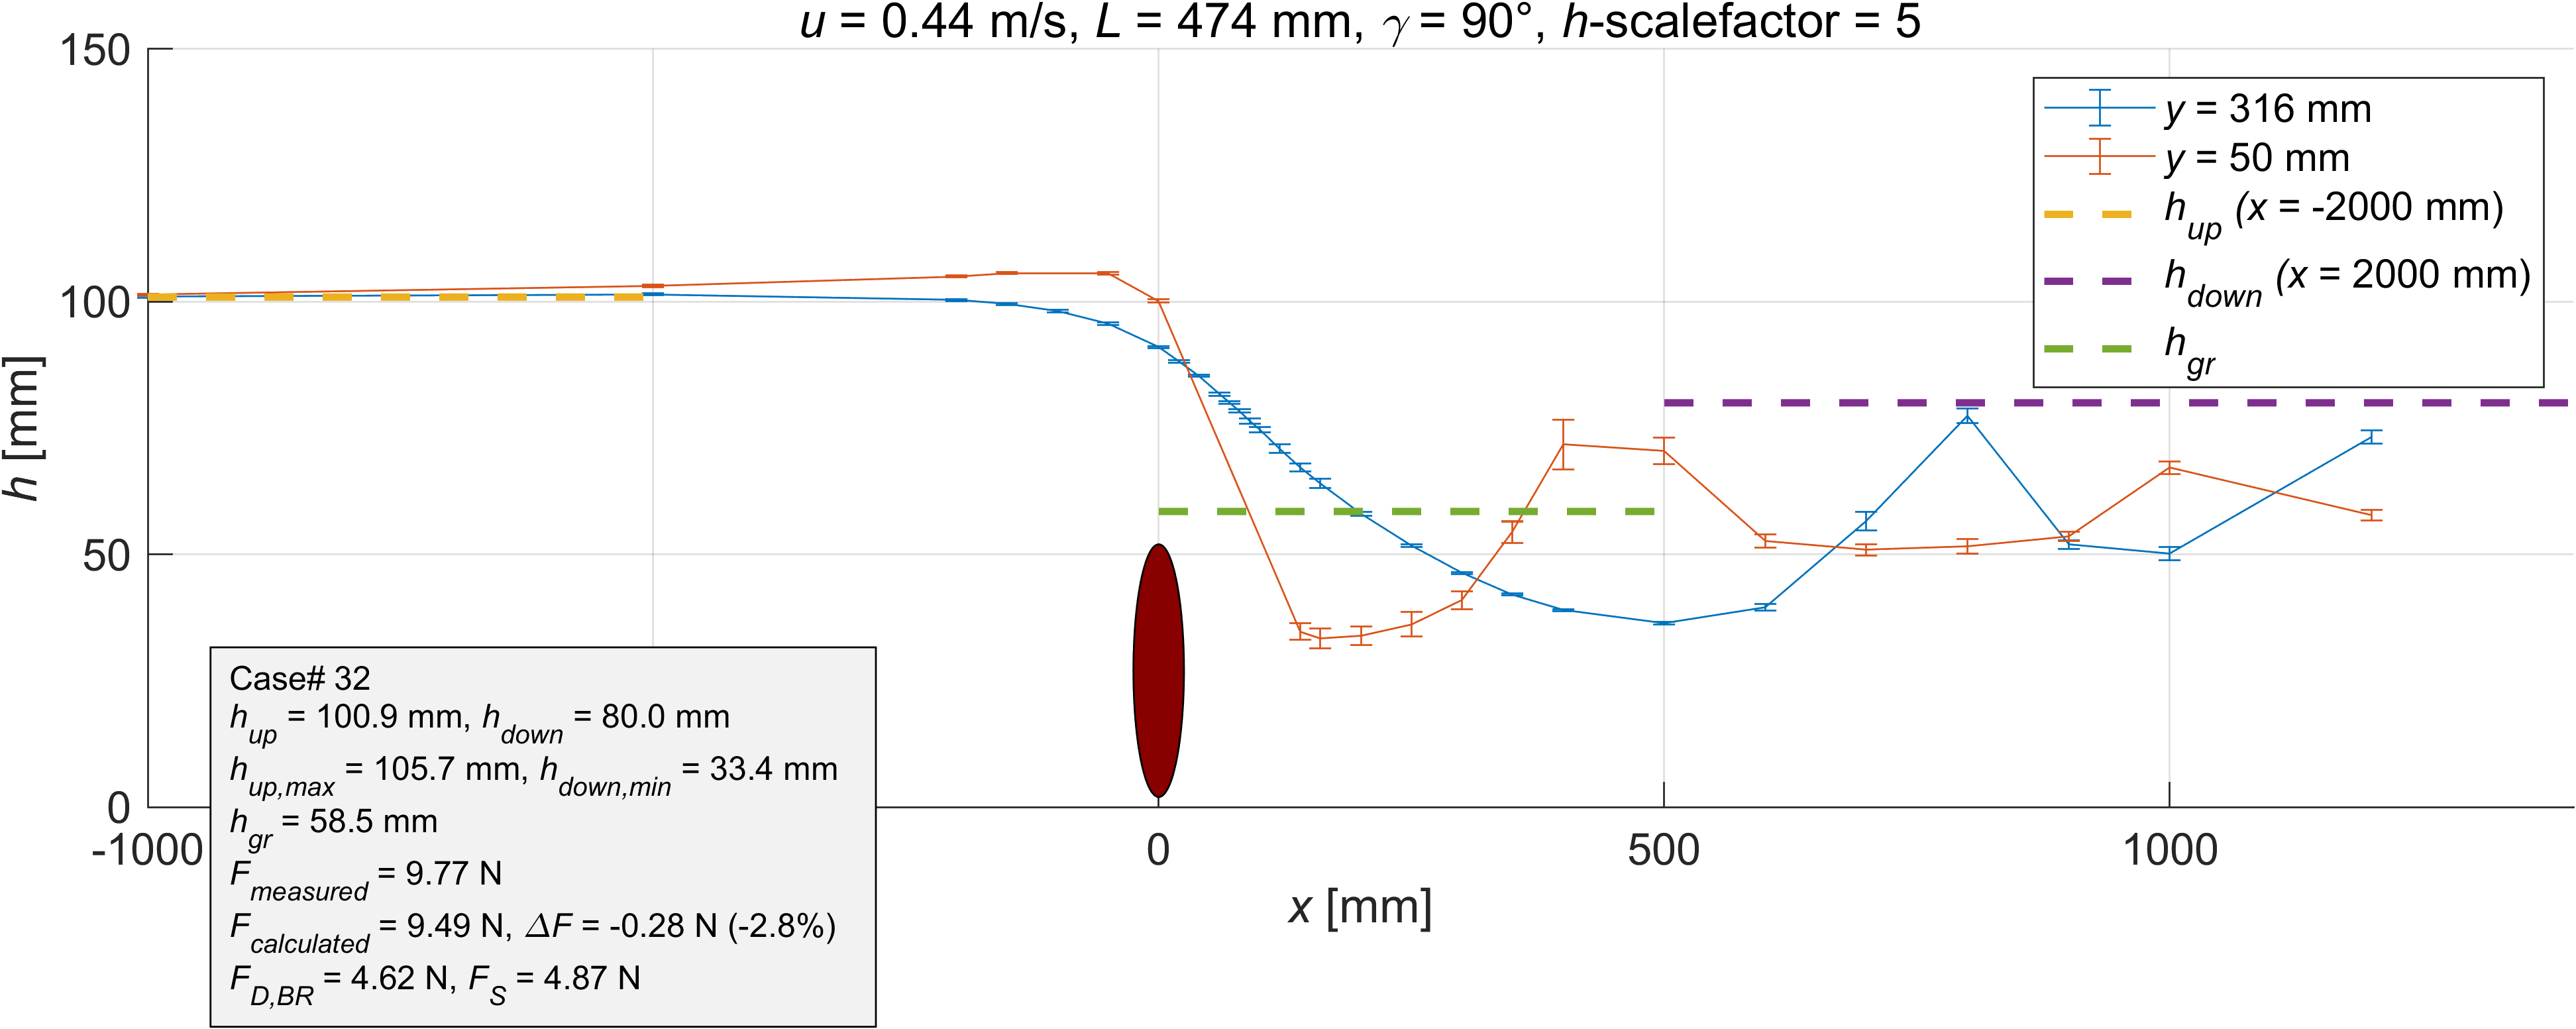 u = 0.44 m/s, L = 474 mm, γ = 90°, h-scalefactor = 5
150
100
50
0
h [mm]
-1000
0
500
1000
x [mm]
y = 316 mm
y = 50 mm
h_up (x = -2000 mm)
h_down (x = 2000 mm)
h_gr
Case# 32
h_up = 100.9 mm, h_down = 80.0 mm
h_up,max = 105.7 mm, h_down,min = 33.4 mm
h_gr = 58.5 mm
F_measured = 9.77 N
F_calculated = 9.49 N, ΔF = -0.28 N (-2.8%)
F_D,BR = 4.62 N, F_S = 4.87 N